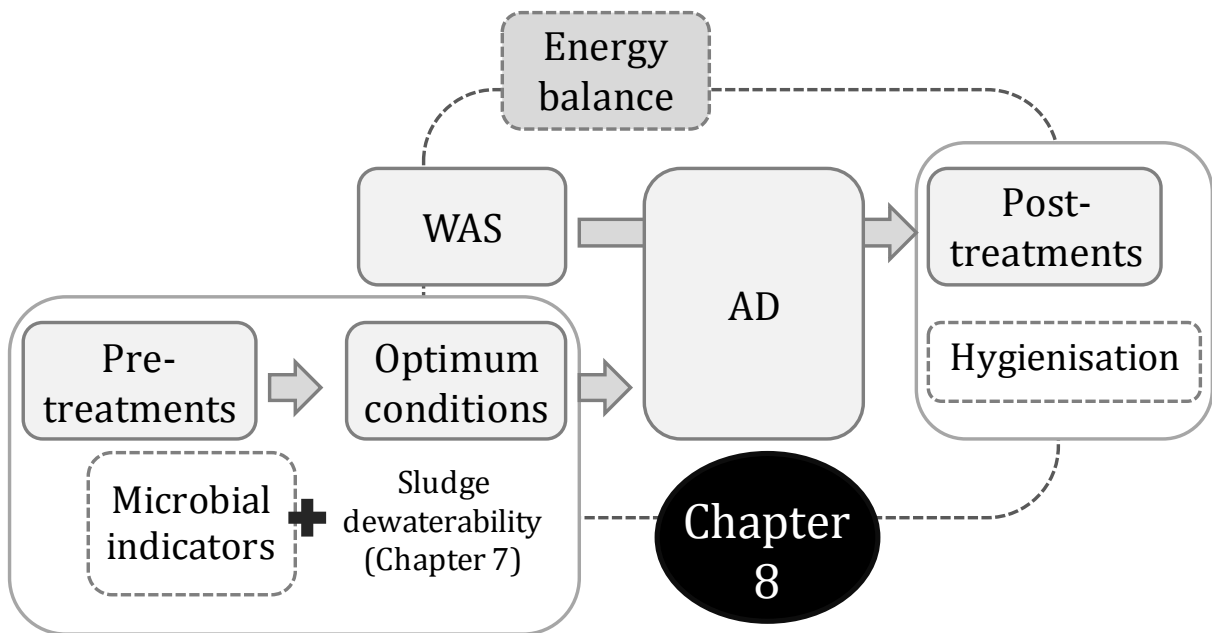 Energy
balance
WAS
AD
Post-
treatments
Hygienisation
Pre-
treatments
Optimum
conditions
Microbial
indicators
Sludge
dewaterability
(Chapter 7)
Chapter
8